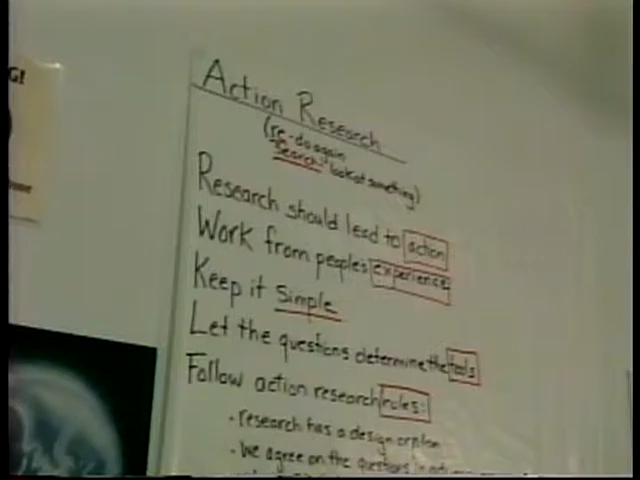 G!
Action Research
(re-do again
search-look at something)
Research should lead to action
Work from peoples experience
Keep it Simple
Let the questions determine the tools
Follow action research rules:
• research has a design or plan
• we agree on the questions in